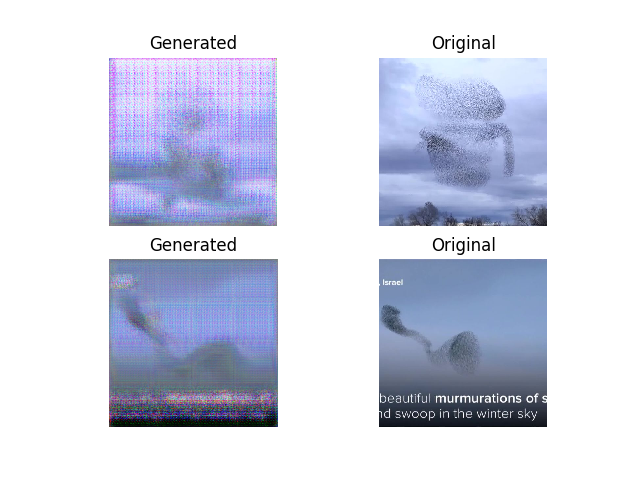 Generated
Original
Generated
Original
, Israel
beautiful murmurations of s
nd swoop in the winter sky